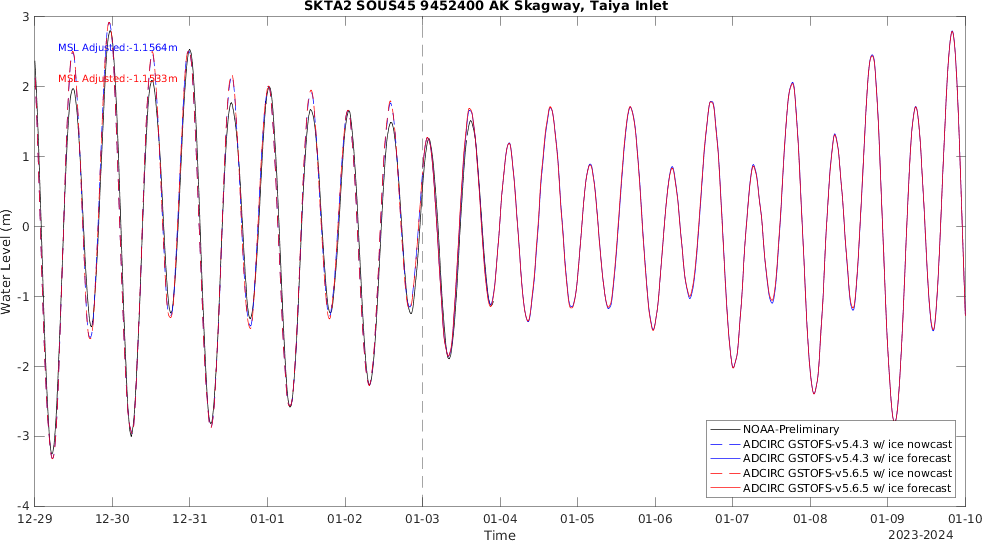 SKTA2 SOUS45 9452400 AK Skagway, Taiya Inlet
3
MSL Adjusted:-1.1564m
MSL Adjusted:-1.1533m
2
1
0
-1
-2
-3
-4
Water Level (m)
NOAA-Preliminary
ADCIRC GSTOFS-v5.4.3 w/ ice nowcast
ADCIRC GSTOFS-v5.4.3 w/ ice forecast
ADCIRC GSTOFS-v5.6.5 w/ ice nowcast
ADCIRC GSTOFS-v5.6.5 w/ ice forecast
12-29 12-30 12-31 01-01 01-02 01-03 01-04 01-05 01-06 01-07 01-08 01-09 01-10
Time
2023-2024